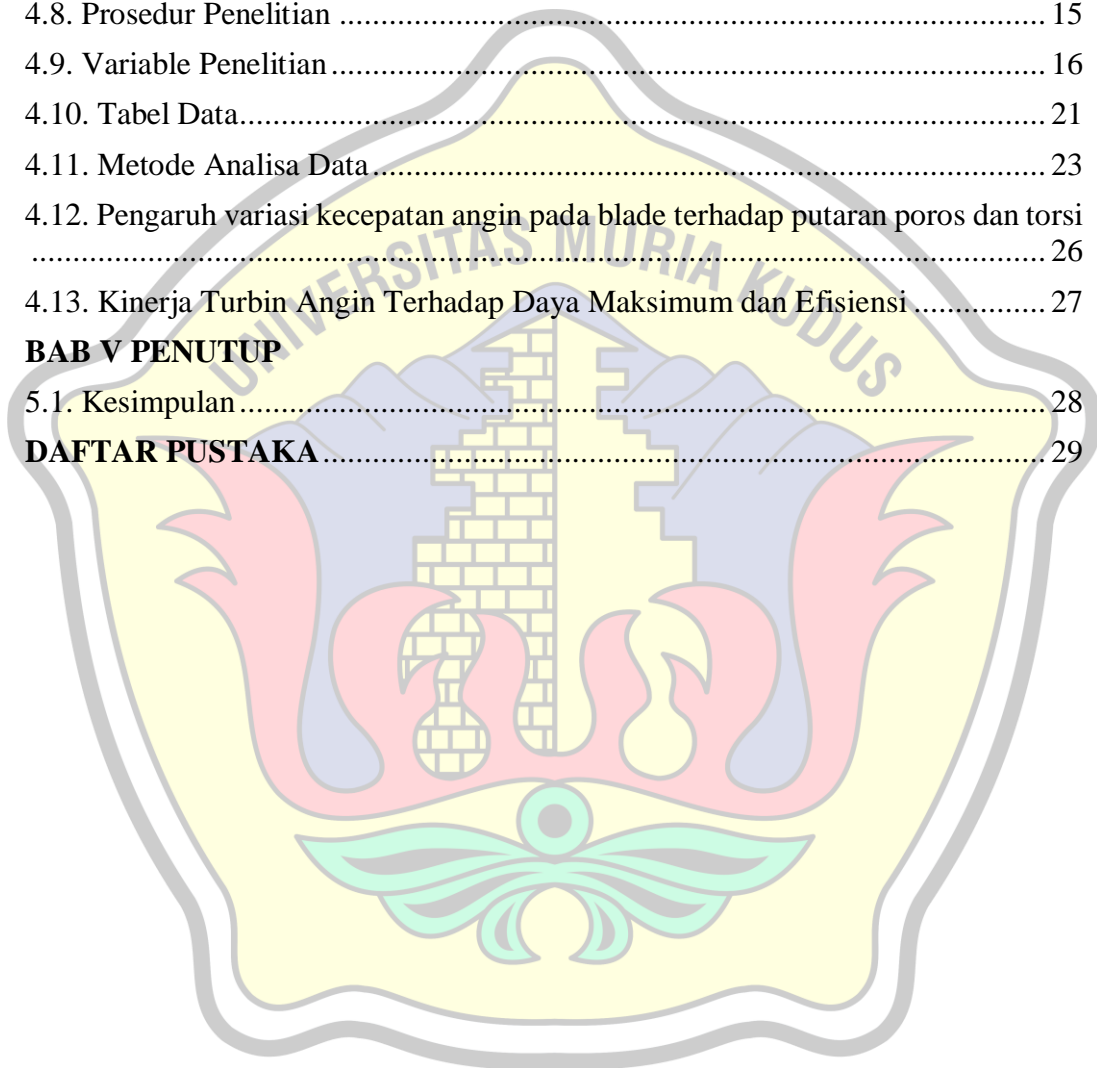 4.8. Prosedur Penelitian ........................................................................................ 15
4.9. Variable Penelitian ......................................................................................... 16
4.10. Tabel Data..................................................................................................... 21
4.11. Metode Analisa Data.................................................................................... 23
4.12. Pengaruh variasi kecepatan angin pada blade terhadap putaran poros dan torsi
................................................................................................................................. 26
4.13. Kinerja Turbin Angin Terhadap Daya Maksimum dan Efisiensi ................ 27
UNIVERSITAS MURIA KUDUS
BAB V PENUTUP
5.1. Kesimpulan ..................................................................................................... 28
DAFTAR PUSTAKA ............................................................................................. 29